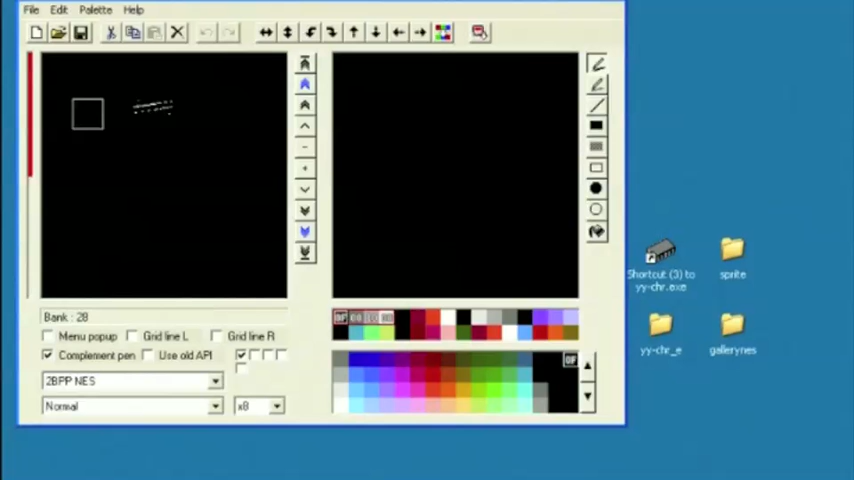 File Edit Palette Help
Bank : 28
Menu popup Grid line L Grid line R
Complement pen Use old API
2BPP NES
Normal x8
0F
Shortcut (3) to
yy-chr.exe
sprite
yy-chr_e
gallerynes